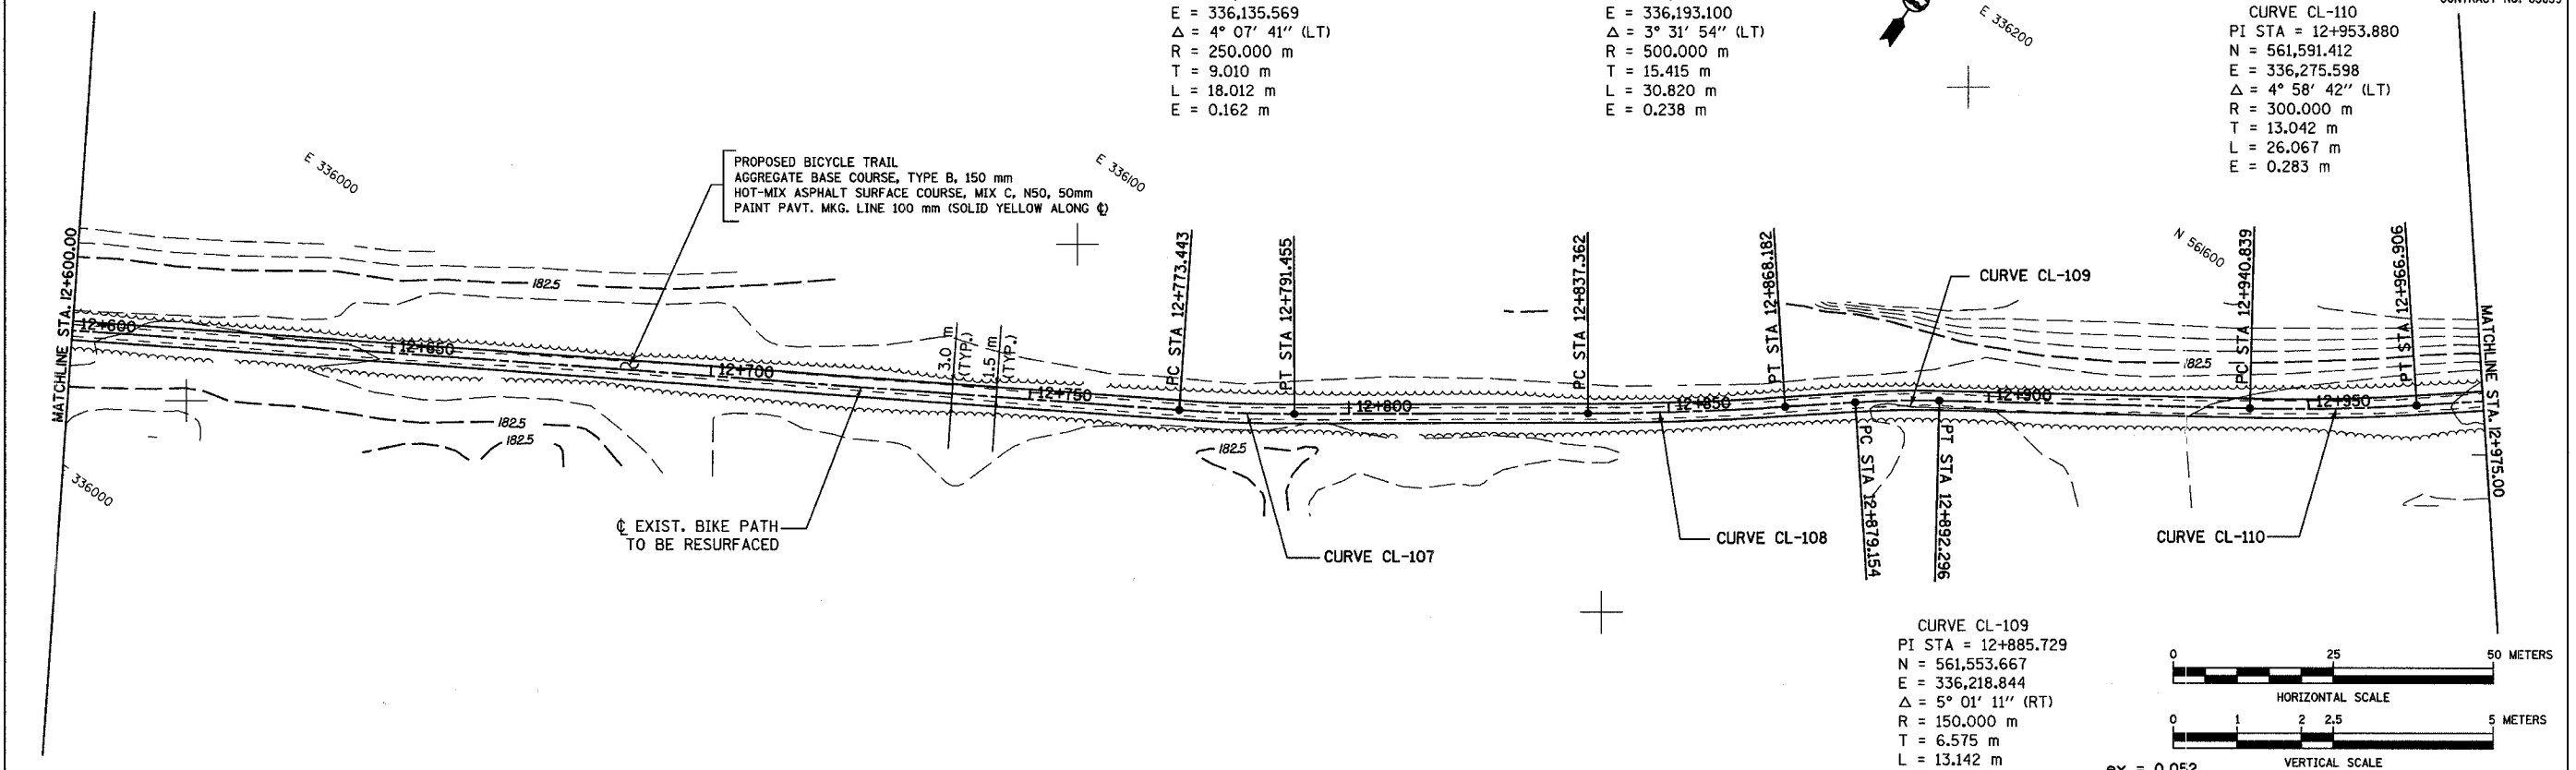 E = 336,135.569
Δ = 4° 07' 41" (LT)
R = 250.000 m
T = 9.010 m
L = 18.012 m
E = 0.162 m
E = 336,193.100
Δ = 3° 31' 54" (LT)
R = 500.000 m
T = 15.415 m
L = 30.820 m
E = 0.238 m
E 336200
CURVE CL-110
PI STA = 12+953.880
N = 561,591.412
E = 336,275.598
Δ = 4° 58' 42" (LT)
R = 300.000 m
T = 13.042 m
L = 26.067 m
E = 0.283 m
E 336000
PROPOSED BICYCLE TRAIL
AGGREGATE BASE COURSE, TYPE B, 150 mm
HOT-MIX ASPHALT SURFACE COURSE, MIX C, N50, 50mm
PAINT PAVT. MKG. LINE 100 mm (SOLID YELLOW ALONG ℄)
E 336100
N 561600
MATCHLINE STA. 12+600.00
182.5
12+600
12+650
12+700
3.0 m
(TYP.)
1.5 m
(TYP.)
12+750
PC STA 12+773.443
PT STA 12+791.455
12+800
PC STA 12+837.362
12+850
PT STA 12+868.182
CURVE CL-109
12+900
PC STA 12+940.839
182.5
12+950
PT STA 12+966.906
MATCHLINE STA. 12+975.00
182.5
182.5
182.5
336000
℄ EXIST. BIKE PATH
TO BE RESURFACED
CURVE CL-107
CURVE CL-108
PC STA 12+879.154
PT STA 12+892.296
CURVE CL-110
CURVE CL-109
PI STA = 12+885.729
N = 561,553.667
E = 336,218.844
Δ = 5° 01' 11" (RT)
R = 150.000 m
T = 6.575 m
L = 13.142 m
0 25 50 METERS
HORIZONTAL SCALE
0 1 2 2.5 5 METERS
VERTICAL SCALE
ex = 0.052